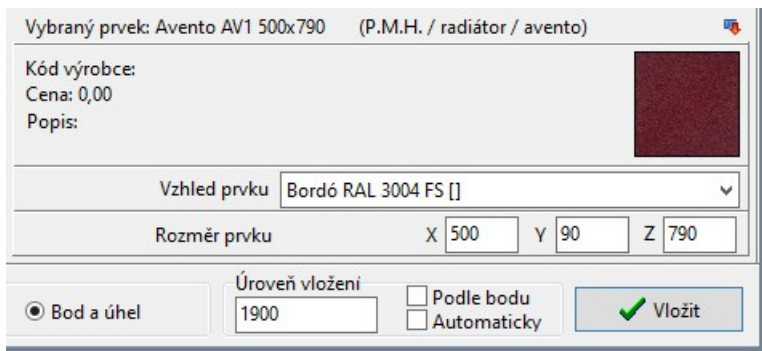 Vybraný prvek: Avento AV1 500x790 (P.M.H. / radiátor / avento)
Kód výrobce:
Cena: 0,00
Popis:
Vzhled prvku Bordó RAL 3004 FS []
Rozměr prvku X 500 Y 90 Z 790
Úroveň vložení
Bod a úhel 1900 Podle bodu
Automaticky
Vložit